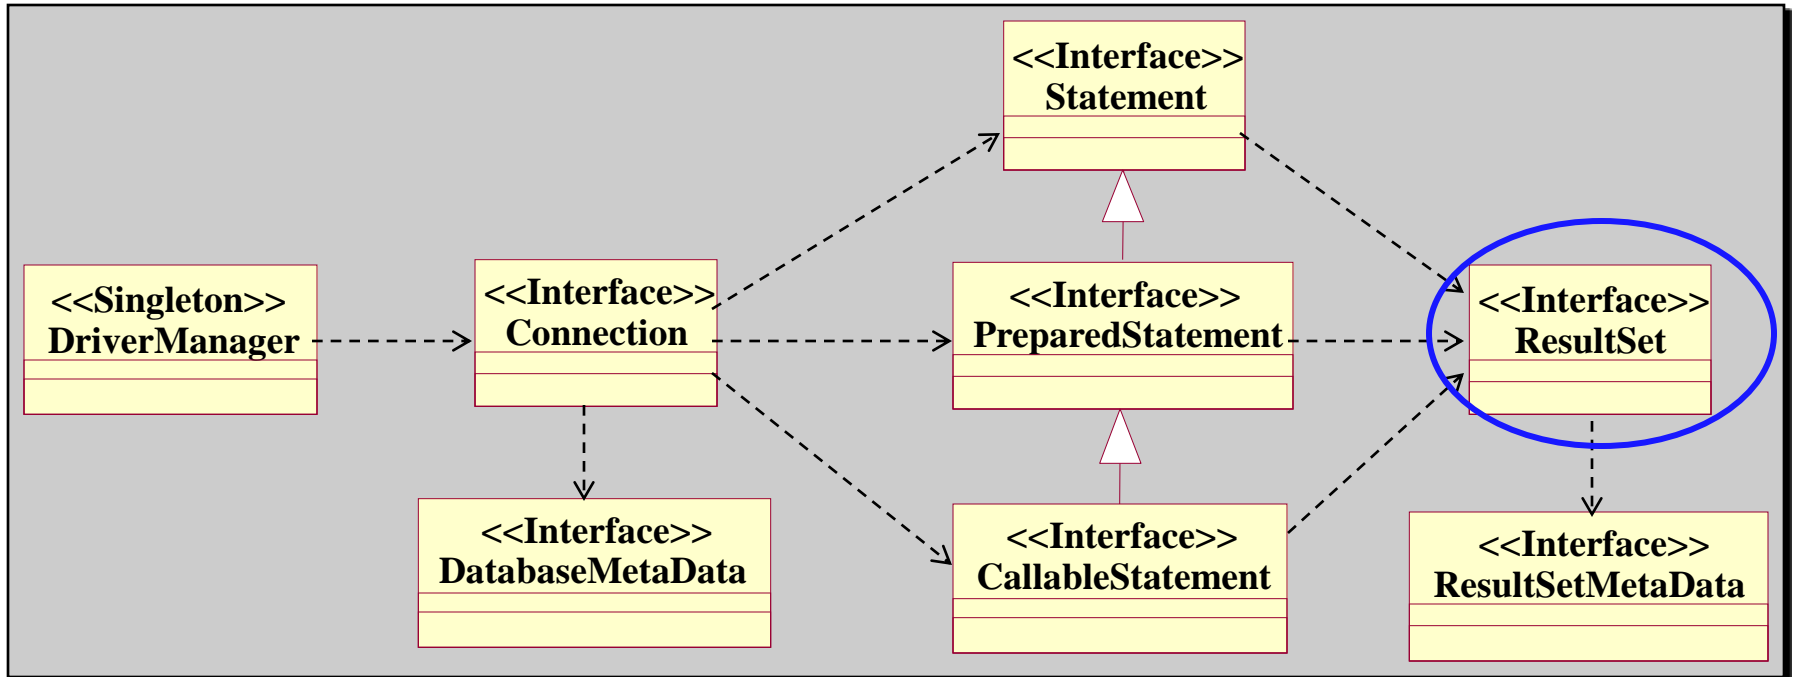 <<Interface>>
Statement
<<Singleton>>
DriverManager
<<Interface>>
Connection
<<Interface>>
PreparedStatement
<<Interface>>
ResultSet
<<Interface>>
DatabaseMetaData
<<Interface>>
CallableStatement
<<Interface>>
ResultSetMetaData